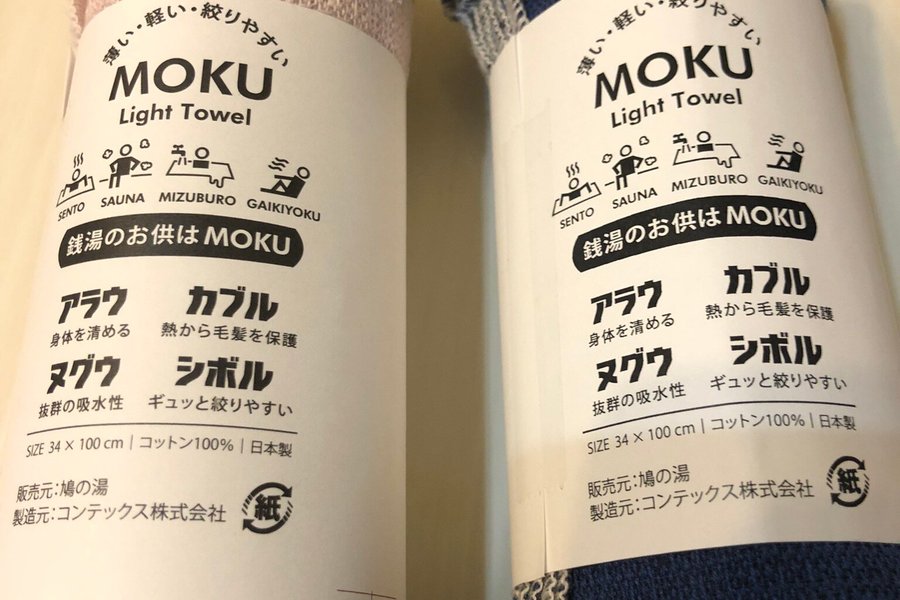 薄い・軽い・絞りやすい
MOKU
Light Towel
SENTO SAUNA MIZUBURO GAIKIYOKU
銭湯のお供はMOKU
アラウ カブル
身体を清める 熱から毛髪を保護
ヌグウ シボル
抜群の吸水性 ギュッと絞りやすい
SIZE 34×100cm | コットン100% | 日本製
販売元:鳩の湯
製造元:コンテックス株式会社
紙
薄い・軽い・絞りやすい
MOKU
Light Towel
SENTO SAUNA MIZUBURO GAIKIYOKU
銭湯のお供はMOKU
アラウ カブル
身体を清める 熱から毛髪を保護
ヌグウ シボル
抜群の吸水性 ギュッと絞りやすい
SIZE 34×100cm | コットン100% | 日本製
販売元:鳩の湯
製造元:コンテックス株式会社
紙